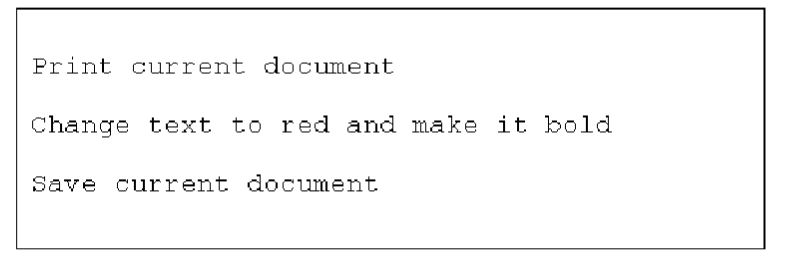 Print current document
Change text to red and make it bold
Save current document